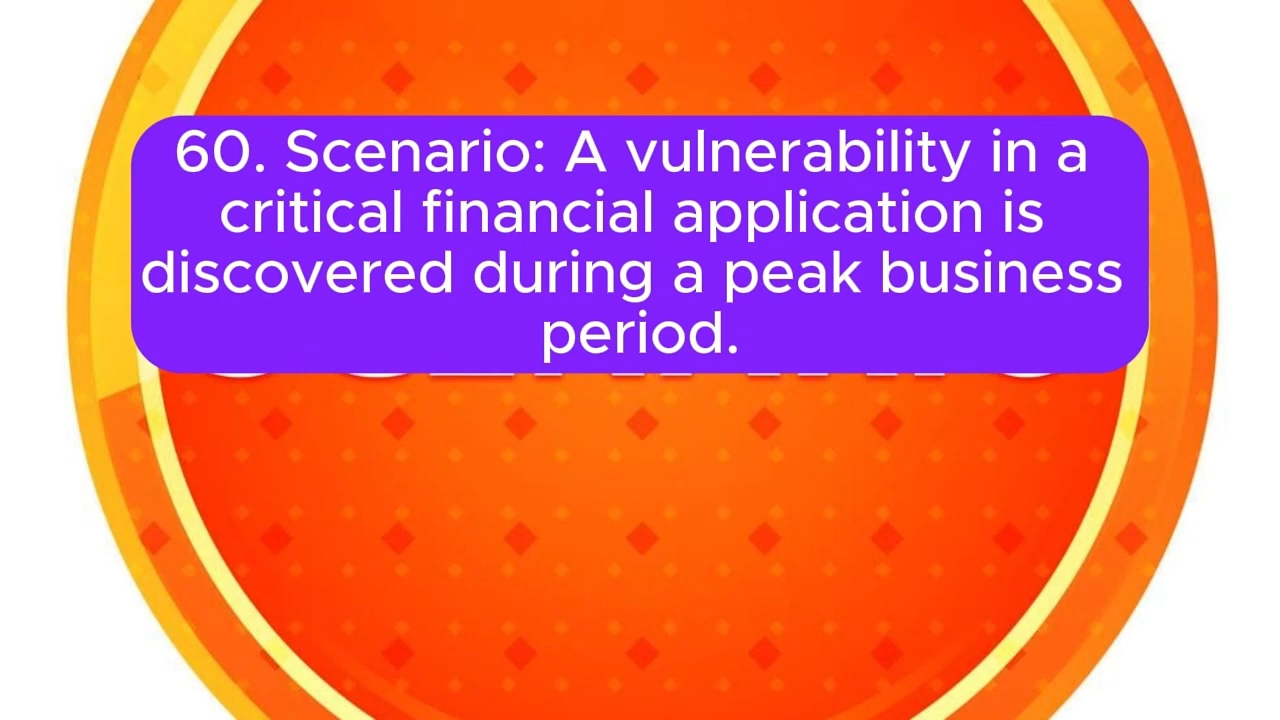 60. Scenario: A vulnerability in a
critical financial application is
discovered during a peak business
period.